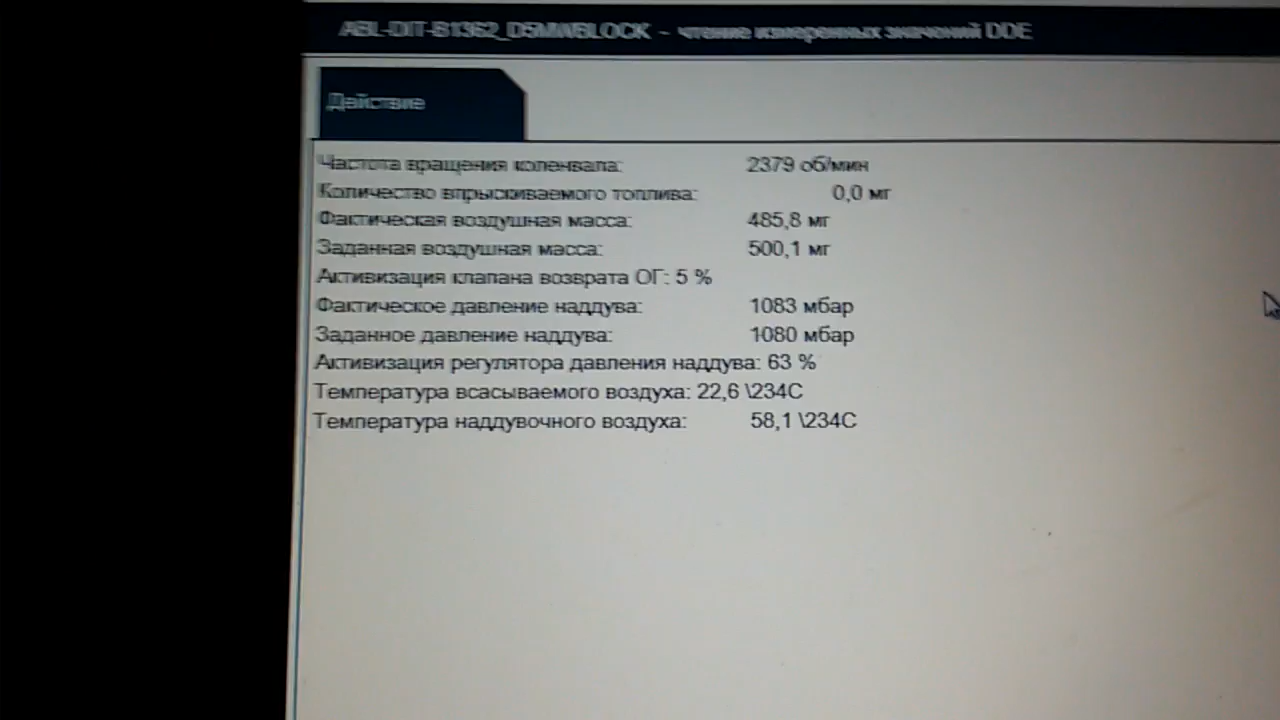 ABL-DIT-B1362_D5MWBLOCK - чтение измеренных значений DDE
Действие
Частота вращения коленвала: 2379 об/мин
Количество впрыскиваемого топлива: 0,0 мг
Фактическая воздушная масса: 485,8 мг
Заданная воздушная масса: 500,1 мг
Активизация клапана возврата ОГ: 5 %
Фактическое давление наддува: 1083 мбар
Заданное давление наддува: 1080 мбар
Активизация регулятора давления наддува: 63 %
Температура всасываемого воздуха: 22,6 \234C
Температура наддувочного воздуха: 58,1 \234C